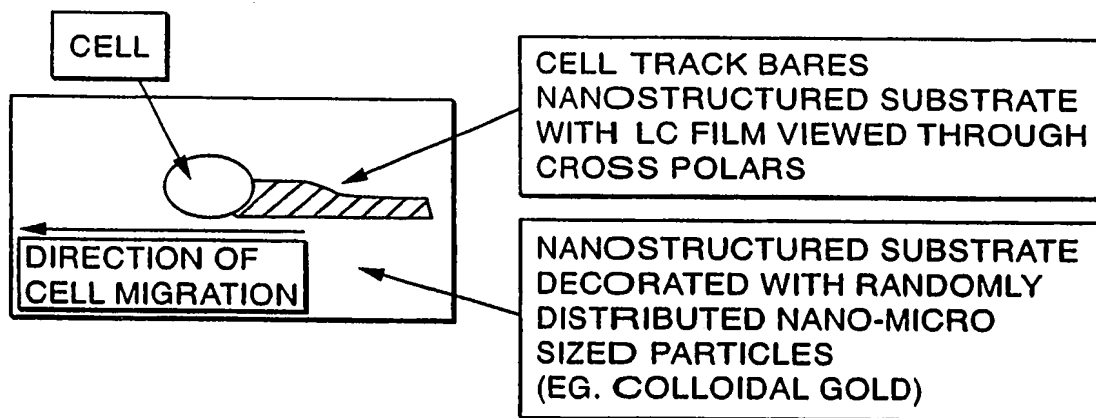 CELL
CELL TRACK BARES
NANOSTRUCTURED SUBSTRATE
WITH LC FILM VIEWED THROUGH
CROSS POLARS
DIRECTION OF
CELL MIGRATION
NANOSTRUCTURED SUBSTRATE
DECORATED WITH RANDOMLY
DISTRIBUTED NANO-MICRO
SIZED PARTICLES
(EG. COLLOIDAL GOLD)